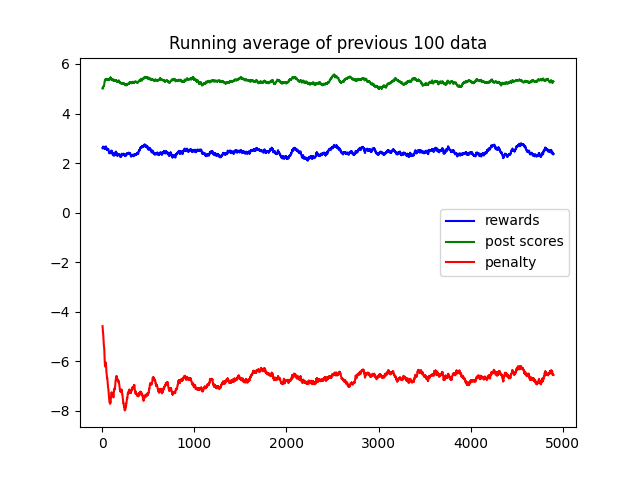 Running average of previous 100 data
6
4
2
0
−2
−4
−6
−8
rewards
post scores
penalty
0 1000 2000 3000 4000 5000